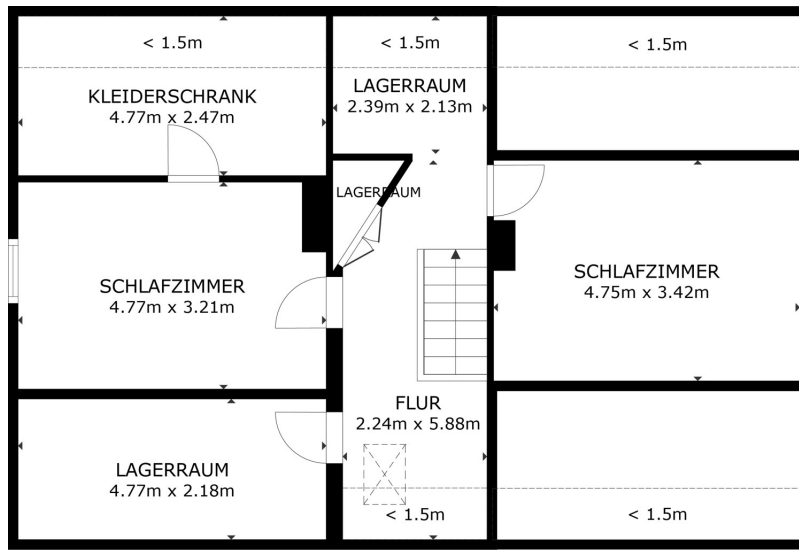 < 1.5m
< 1.5m
< 1.5m
KLEIDERSCHRANK
4.77m x 2.47m
LAGERRAUM
2.39m x 2.13m
LAGERRAUM
SCHLAFZIMMER
4.77m x 3.21m
SCHLAFZIMMER
4.75m x 3.42m
FLUR
2.24m x 5.88m
LAGERRAUM
4.77m x 2.18m
< 1.5m
< 1.5m